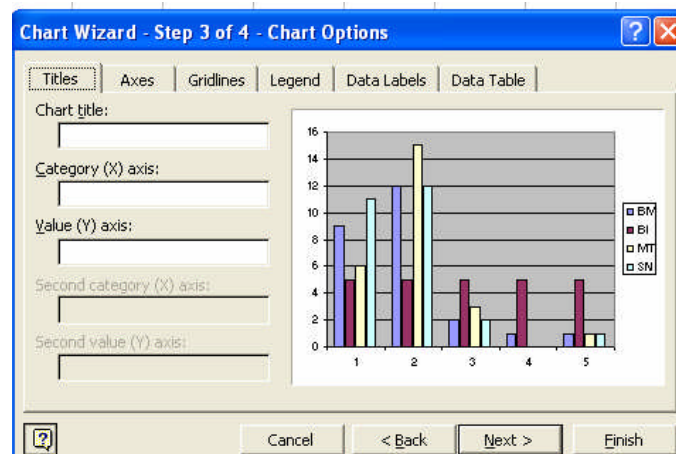 Chart Wizard - Step 3 of 4 - Chart Options
Titles Axes Gridlines Legend Data Labels Data Table
Chart title:
Category (X) axis:
Value (Y) axis:
Second category (X) axis:
Second value (Y) axis:
16
14
12
10
8
6
4
2
0
1 2 3 4 5
BM
BI
MT
SN
Cancel < Back Next > Finish